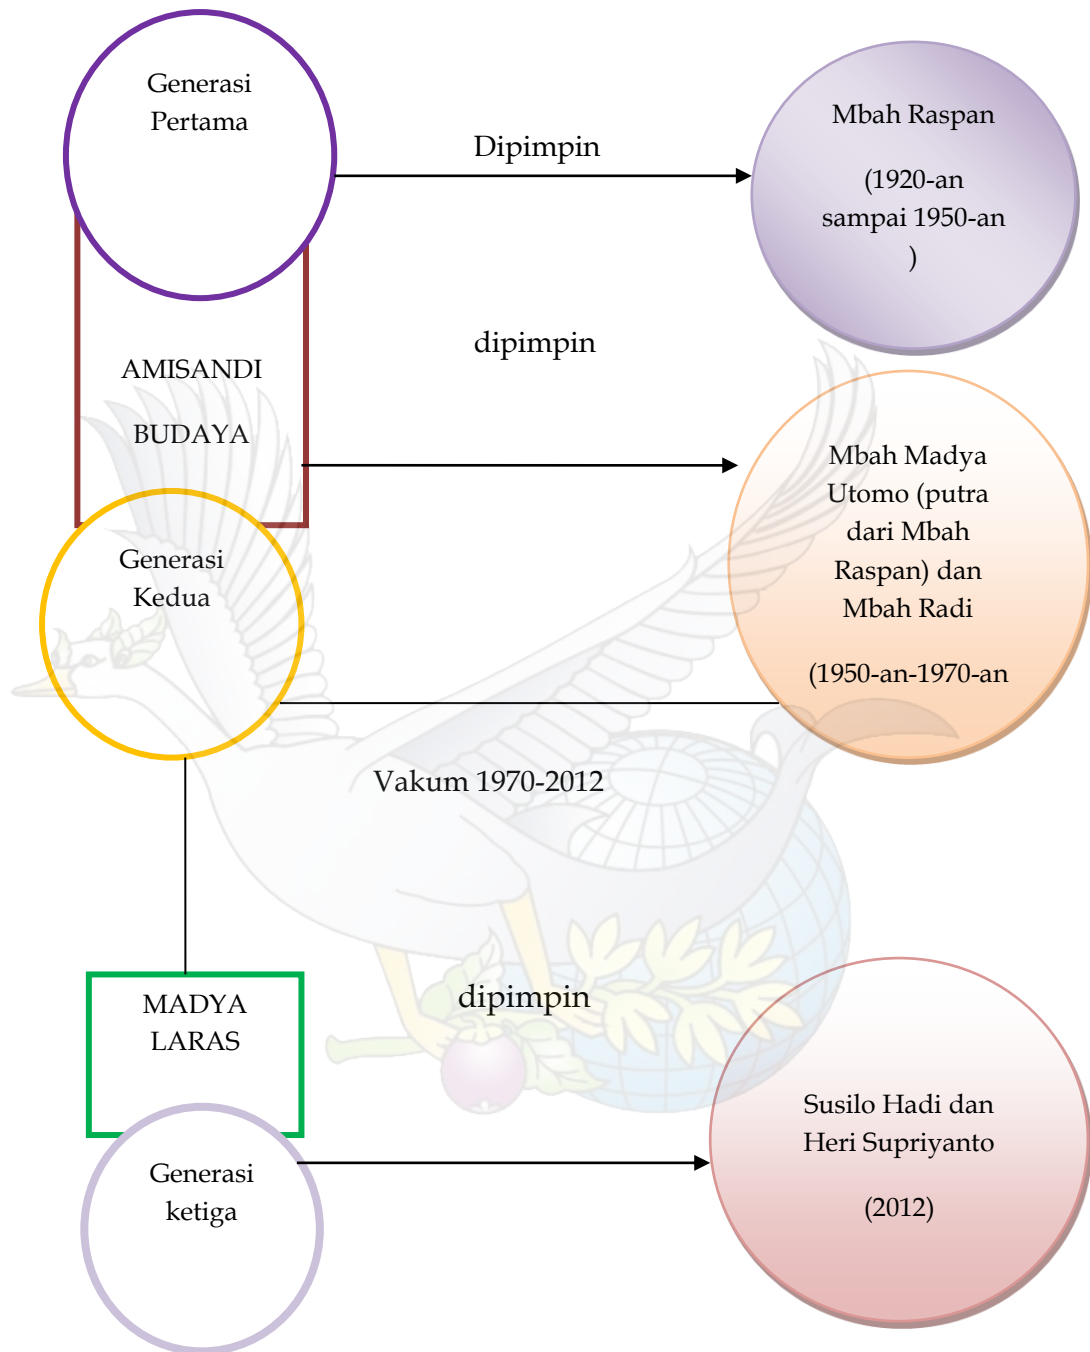 Generasi
Pertama
Dipimpin
Mbah Raspan
(1920-an
sampai 1950-an
)
AMISANDI
BUDAYA
dipimpin
Mbah Madya
Utomo (putra
dari Mbah
Raspan) dan
Mbah Radi
(1950-an-1970-an
Generasi
Kedua
Vakum 1970-2012
MADYA
LARAS
dipimpin
Susilo Hadi dan
Heri Supriyanto
(2012)
Generasi
ketiga